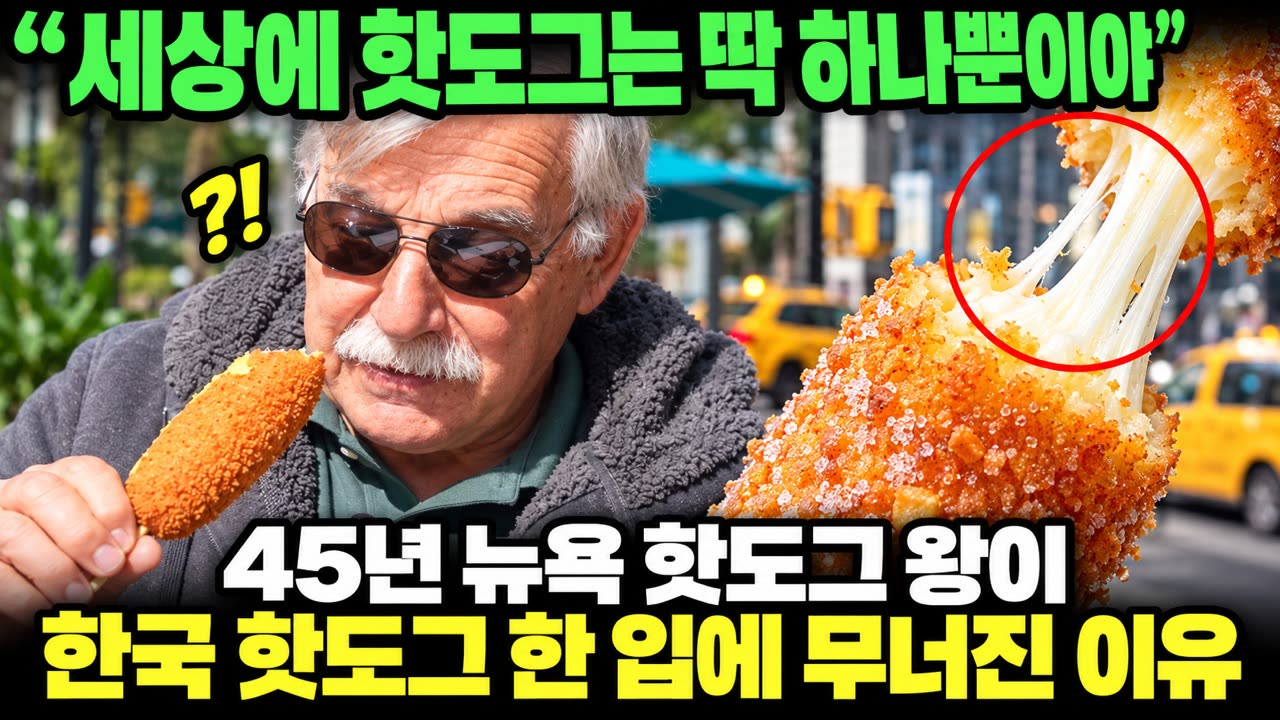 “세상에 핫도그는 딱 하나뿐이야”
?!
45년 뉴욕 핫도그 왕이
한국 핫도그 한 입에 무너진 이유